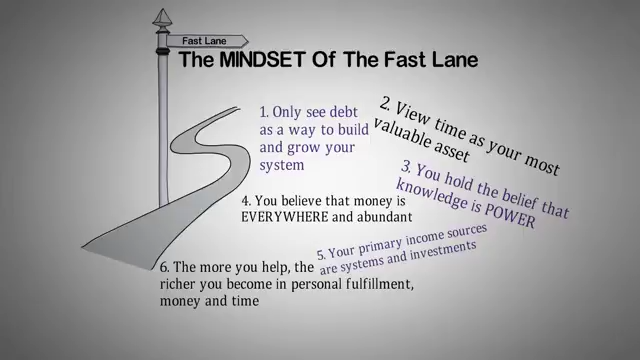 Fast Lane
The MINDSET Of The Fast Lane
1. Only see debt
as a way to build
and grow your
system
2. View time as your most
valuable asset
3. You hold the belief that
knowledge is POWER
4. You believe that money is
EVERYWHERE and abundant
5. Your primary income sources
are systems and investments
6. The more you help, the
richer you become in personal fulfillment,
money and time